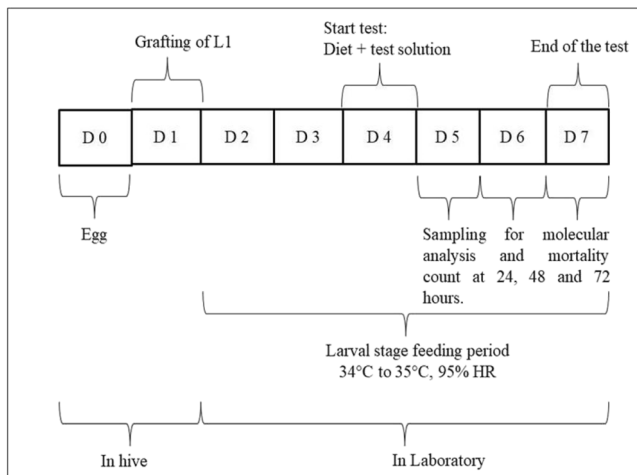 Grafting of L1
Start test:
Diet + test solution
End of the test
D 0 D 1 D 2 D 3 D 4 D 5 D 6 D 7
Egg
Sampling for molecular
analysis and mortality
count at 24, 48 and 72
hours.
Larval stage feeding period
34°C to 35°C, 95% HR
In hive
In Laboratory